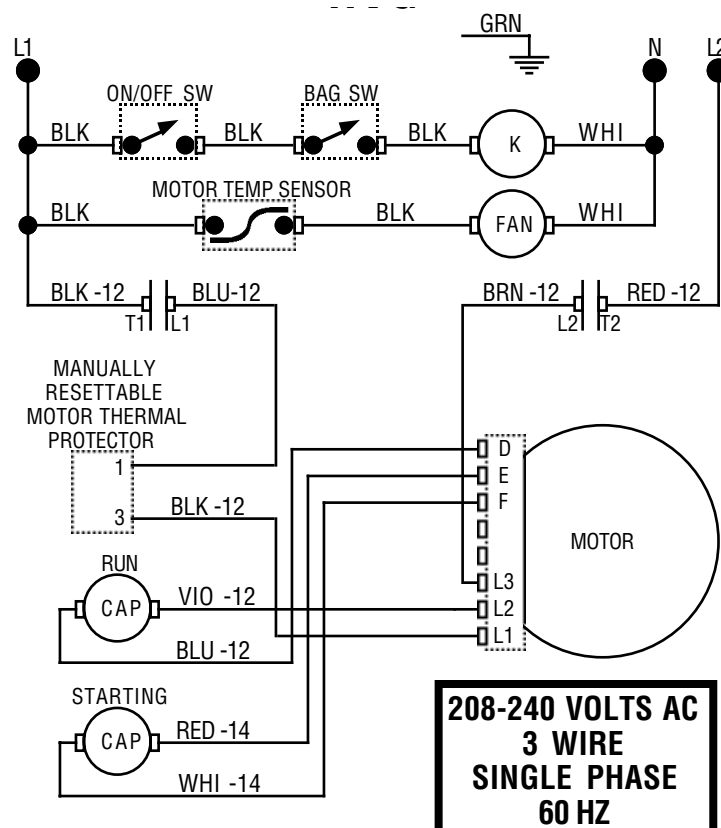 GRN
L1
N
L2
ON/OFF SW
BAG SW
BLK
BLK
BLK
K
WHI
MOTOR TEMP SENSOR
BLK
BLK
FAN
WHI
BLK -12
BLU-12
BRN -12
RED -12
T1
L1
L2
T2
MANUALLY
RESETTABLE
MOTOR THERMAL
PROTECTOR
1
3
BLK -12
D
E
F
L3
L2
L1
MOTOR
RUN
CAP
VIO -12
BLU -12
STARTING
CAP
RED -14
WHI -14
208-240 VOLTS AC
3 WIRE
SINGLE PHASE
60 HZ